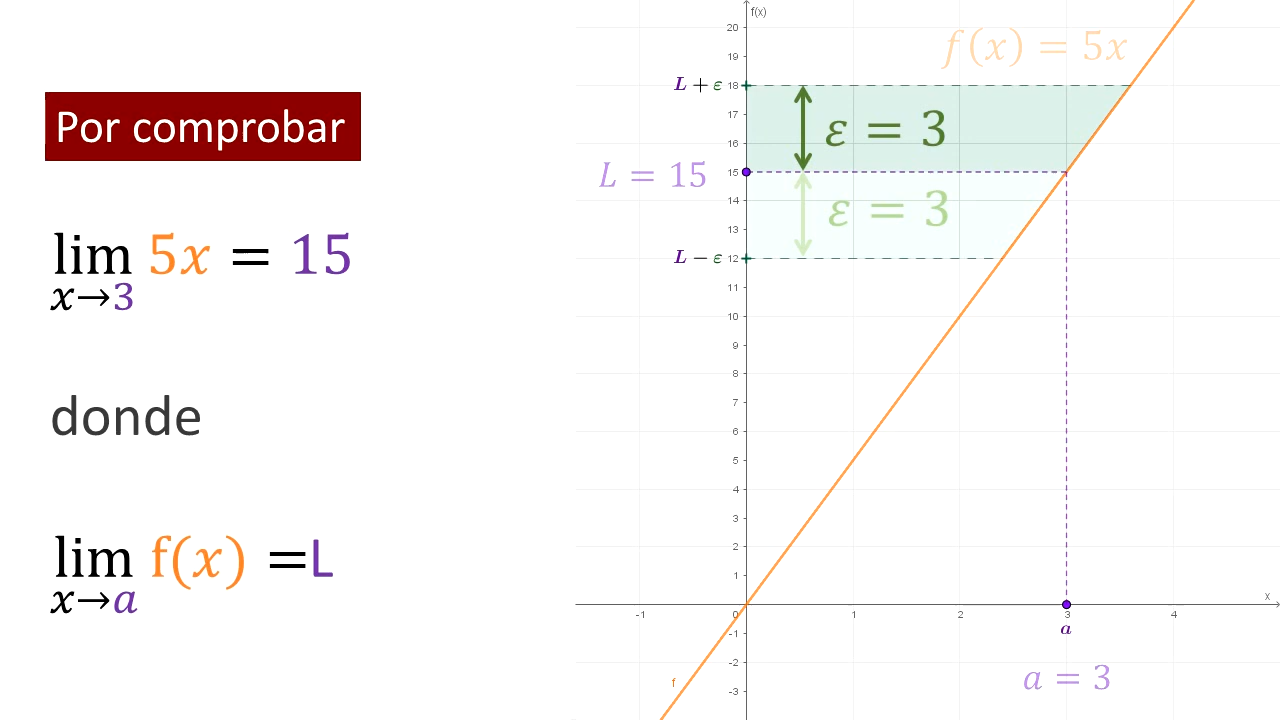 Por comprobar
lim 5x = 15
x→3
donde
lim f(x) =L
x→a
f(x)
f(x) = 5x
20
19
L + ε 18
17
ε = 3
16
L = 15
15
14
ε = 3
13
L − ε 12
11
10
9
8
7
6
5
4
3
2
1
x
-1 0 1 2 3 4
a
-1
-2
a = 3
f
-3